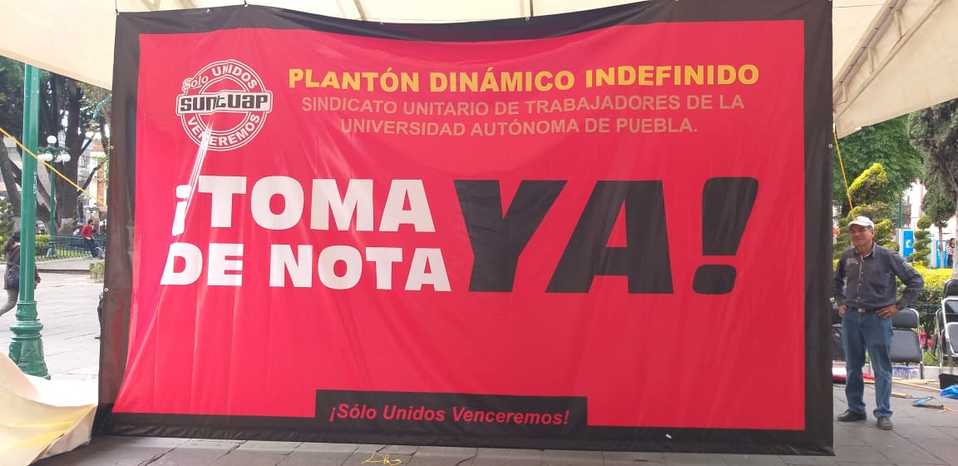 Sólo UNIDOS
SUNTUAP
VENCEREMOS
PLANTÓN DINÁMICO INDEFINIDO
SINDICATO UNITARIO DE TRABAJADORES DE LA
UNIVERSIDAD AUTÓNOMA DE PUEBLA.
¡TOMA
DE NOTA
YA!
¡Sólo Unidos Venceremos!